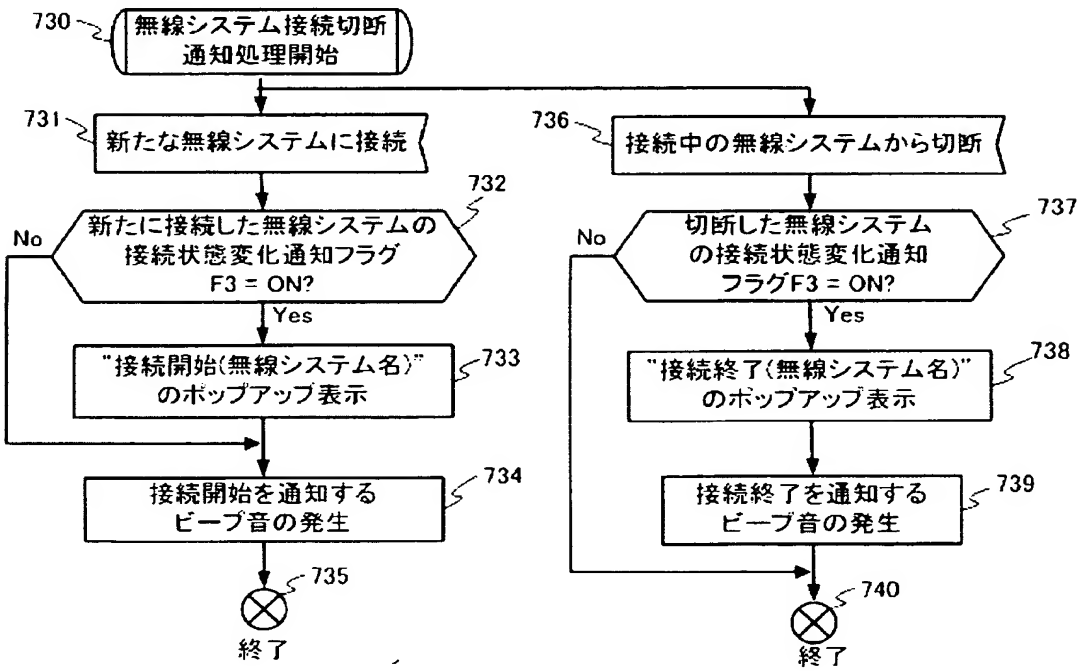 730
無線システム接続切断
通知処理開始
731
新たな無線システムに接続
732
新たに接続した無線システムの
接続状態変化通知フラグ
F3 = ON?
No
Yes
733
"接続開始(無線システム名)"
のポップアップ表示
734
接続開始を通知する
ビープ音の発生
735
終了
736
接続中の無線システムから切断
737
切断した無線システム
の接続状態変化通知
フラグF3 = ON?
No
Yes
738
"接続終了(無線システム名)"
のポップアップ表示
739
接続終了を通知する
ビープ音の発生
740
終了